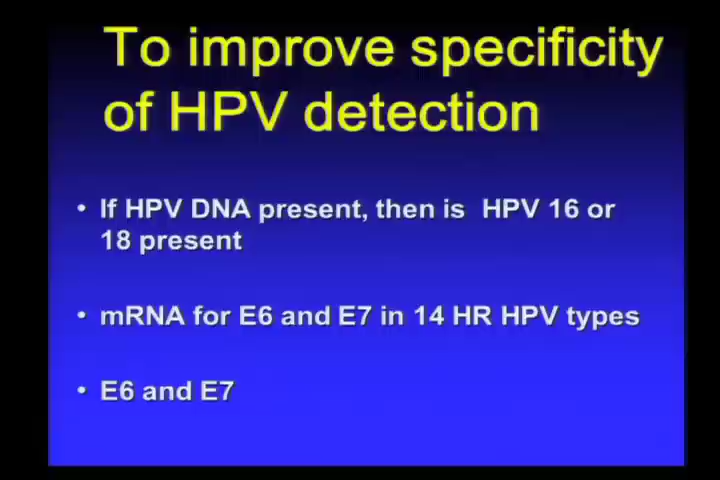 To improve specificity
of HPV detection
• If HPV DNA present, then is  HPV 16 or
18 present
• mRNA for E6 and E7 in 14 HR HPV types
• E6 and E7